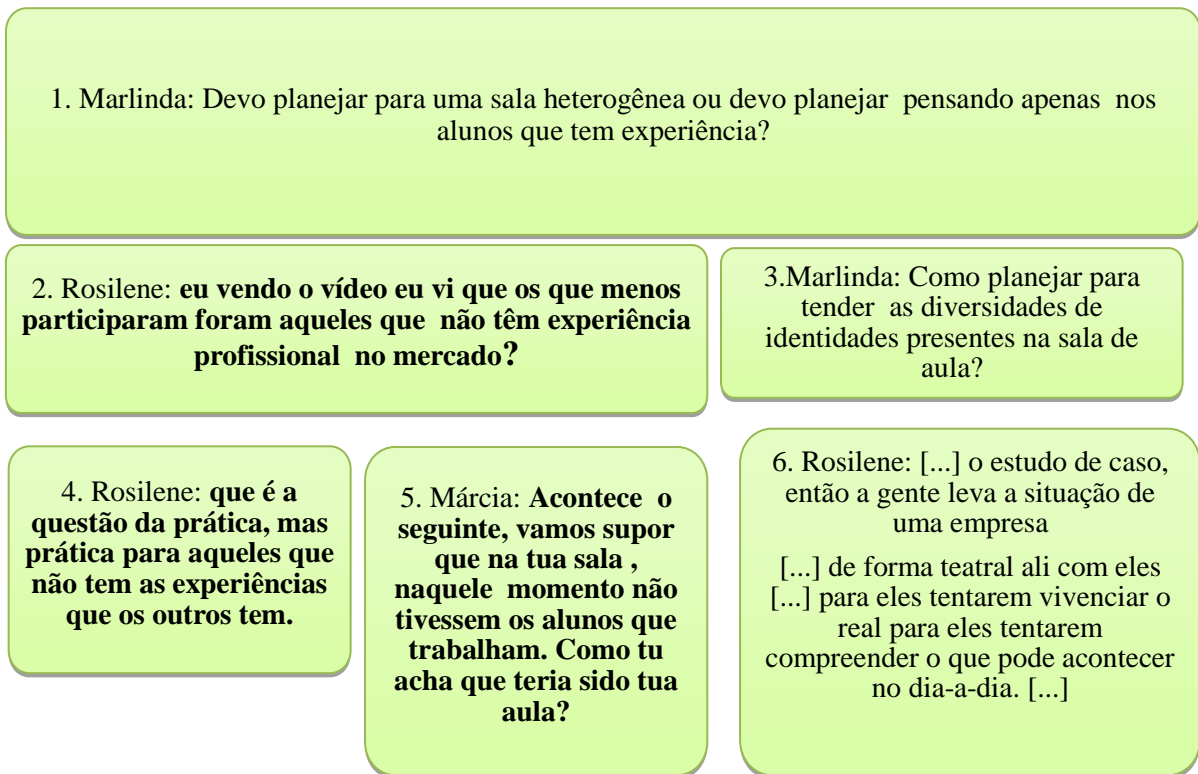 1. Marlinda: Devo planejar para uma sala heterogênea ou devo planejar pensando apenas nos
alunos que tem experiência?
2. Rosilene: eu vendo o vídeo eu vi que os que menos
participaram foram aqueles que não têm experiência
profissional no mercado?
3.Marlinda: Como planejar para
tender as diversidades de
identidades presentes na sala de
aula?
4. Rosilene: que é a
questão da prática, mas
prática para aqueles que
não tem as experiências
que os outros tem.
5. Márcia: Acontece o
seguinte, vamos supor
que na tua sala ,
naquele momento não
tivessem os alunos que
trabalham. Como tu
acha que teria sido tua
aula?
6. Rosilene: [...] o estudo de caso,
então a gente leva a situação de
uma empresa
[...] de forma teatral ali com eles
[...] para eles tentarem vivenciar o
real para eles tentarem
compreender o que pode acontecer
no dia-a-dia. [...]